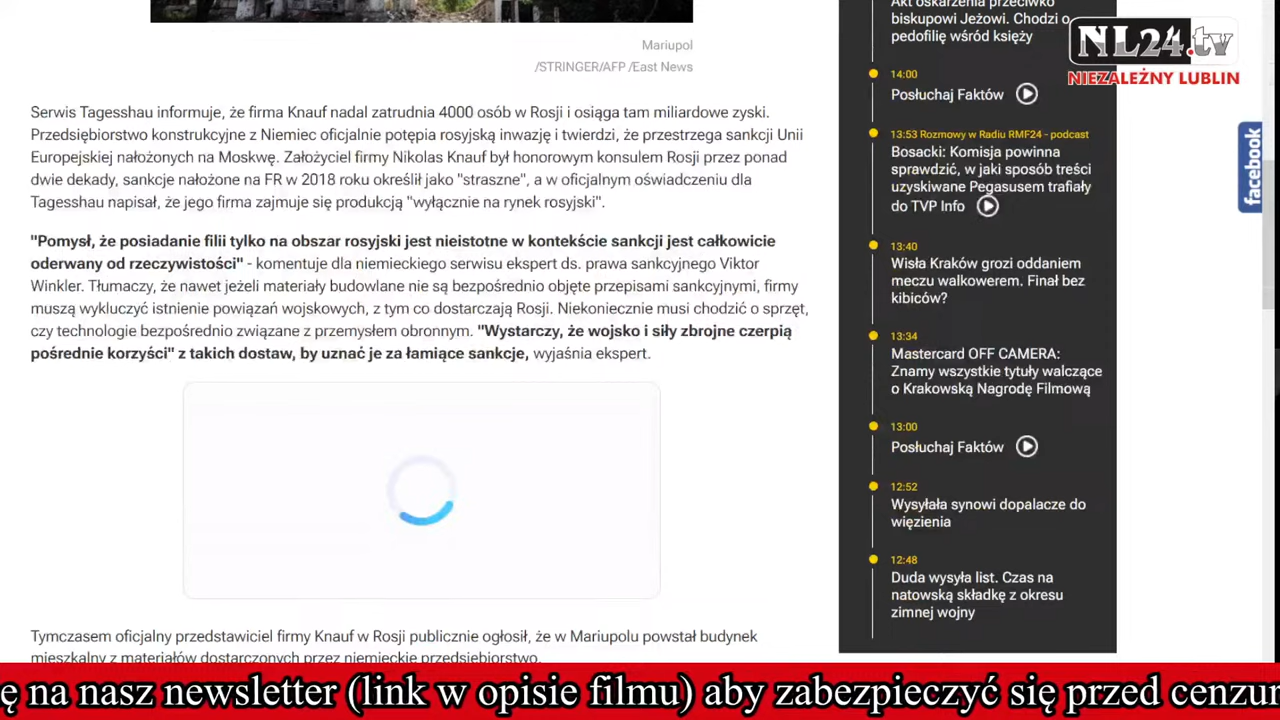 Mariupol
/STRINGER/AFP /East News
Serwis Tagesshau informuje, że firma Knauf nadal zatrudnia 4000 osób w Rosji i osiąga tam miliardowe zyski.
Przedsiębiorstwo konstrukcyjne z Niemiec oficjalnie potępia rosyjską inwazję i twierdzi, że przestrzega sankcji Unii
Europejskiej nałożonych na Moskwę. Założyciel firmy Nikolas Knauf był honorowym konsulem Rosji przez ponad
dwie dekady, sankcje nałożone na FR w 2018 roku określił jako "straszne", a w oficjalnym oświadczeniu dla
Tagesshau napisał, że jego firma zajmuje się produkcją "wyłącznie na rynek rosyjski".
"Pomysł, że posiadanie filii tylko na obszar rosyjski jest nieistotne w kontekście sankcji jest całkowicie
oderwany od rzeczywistości" - komentuje dla niemieckiego serwisu ekspert ds. prawa sankcyjnego Viktor
Winkler. Tłumaczy, że nawet jeżeli materiały budowlane nie są bezpośrednio objęte przepisami sankcyjnymi, firmy
muszą wykluczyć istnienie powiązań wojskowych, z tym co dostarczają Rosji. Niekoniecznie musi chodzić o sprzęt,
czy technologie bezpośrednio związane z przemysłem obronnym. "Wystarczy, że wojsko i siły zbrojne czerpią
pośrednie korzyści" z takich dostaw, by uznać je za łamiące sankcje, wyjaśnia ekspert.
Tymczasem oficjalny przedstawiciel firmy Knauf w Rosji publicznie ogłosił, że w Mariupolu powstał budynek
mieszkalny z materiałów dostarczonych przez niemieckie przedsiębiorstwo.
Akt oskarżenia przeciwko
biskupowi Jeżowi. Chodzi o
pedofilię wśród księży
14:00
Posłuchaj Faktów
13:53 Rozmowy w Radiu RMF24 - podcast
Bosacki: Komisja powinna
sprawdzić, w jaki sposób treści
uzyskiwane Pegasusem trafiały
do TVP Info
13:40
Wisła Kraków grozi oddaniem
meczu walkowerem. Finał bez
kibiców?
13:34
Mastercard OFF CAMERA:
Znamy wszystkie tytuły walczące
o Krakowską Nagrodę Filmową
13:00
Posłuchaj Faktów
12:52
Wysyłała synowi dopalacze do
więzienia
12:48
Duda wysyła list. Czas na
natowską składkę z okresu
zimnej wojny
NL24.tv
NIEZALEŻNY LUBLIN
facebook
ę na nasz newsletter (link w opisie filmu) aby zabezpieczyć się przed cenzur